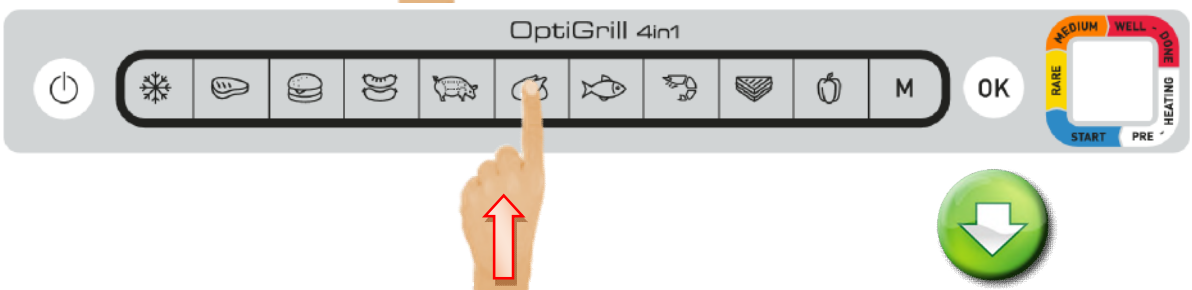 OptiGrill 4in1
M
OK
MEDIUM
WELL - DONE
RARE
HEATING
START
PRE -